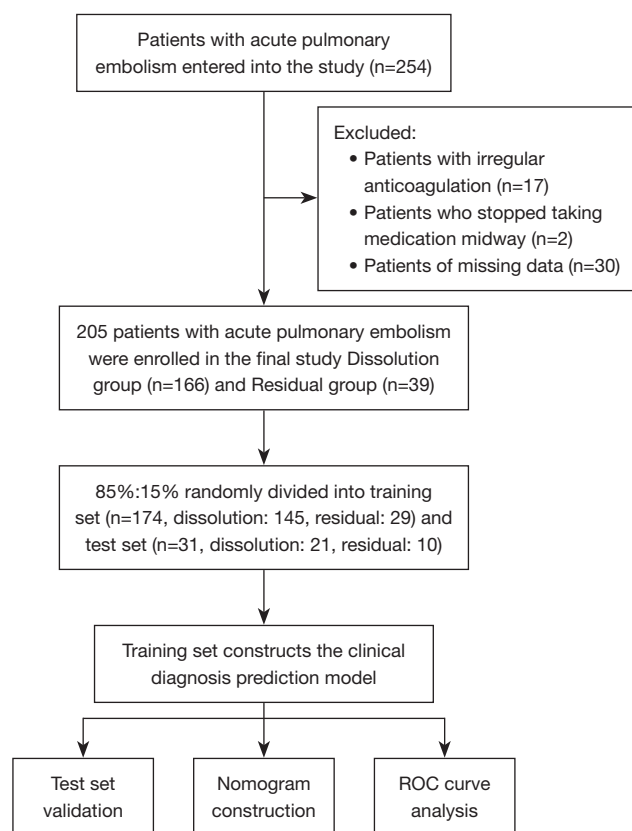 Patients with acute pulmonary
embolism entered into the study (n=254)
Excluded:
• Patients with irregular
anticoagulation (n=17)
• Patients who stopped taking
medication midway (n=2)
• Patients of missing data (n=30)
205 patients with acute pulmonary embolism
were enrolled in the final study Dissolution
group (n=166) and Residual group (n=39)
85%:15% randomly divided into training
set (n=174, dissolution: 145, residual: 29) and
test set (n=31, dissolution: 21, residual: 10)
Training set constructs the clinical
diagnosis prediction model
Test set
validation
Nomogram
construction
ROC curve
analysis